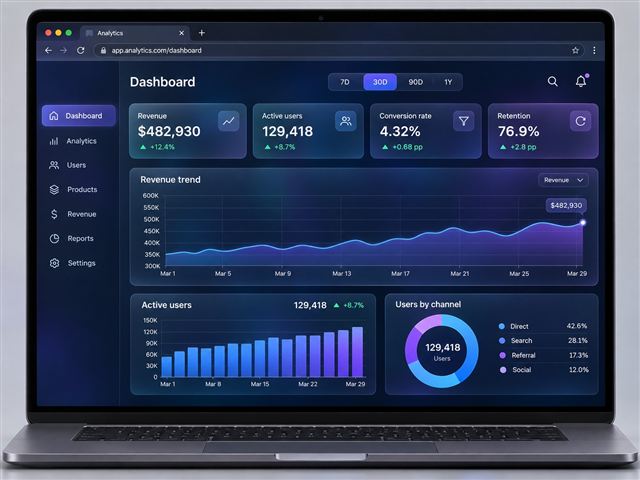 Analytics
app.analytics.com/dashboard
Dashboard
7D 30D 90D 1Y
Dashboard
Analytics
Users
Products
Revenue
Reports
Settings
Revenue
$482,930
+12.4%
Active users
129,418
+8.7%
Conversion rate
4.32%
+0.68 pp
Retention
76.9%
+2.8 pp
Revenue trend
Revenue
$482,930
600K
550K
500K
450K
400K
350K
300K
Mar 1 Mar 5 Mar 9 Mar 13 Mar 17 Mar 21 Mar 25 Mar 29
Active users 129,418 +8.7%
150K
120K
90K
60K
30K
0
Mar 1 Mar 8 Mar 15 Mar 22 Mar 29
Users by channel
129,418
Users
Direct 42.6%
Search 28.1%
Referral 17.3%
Social 12.0%